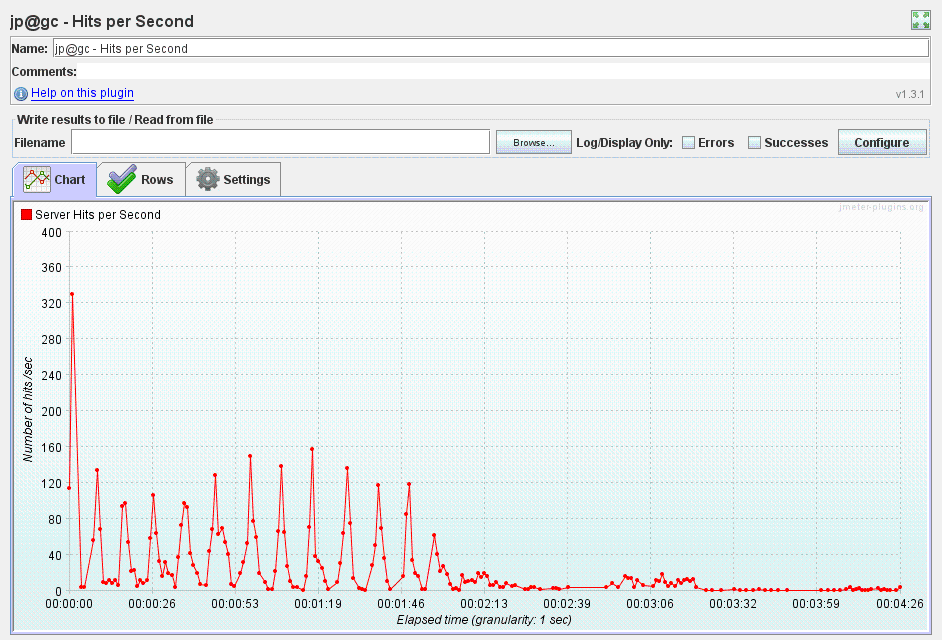 jp@gc - Hits per Second
Name: jp@gc - Hits per Second
Comments:
Help on this plugin
v1.3.1
Write results to file / Read from file
Filename Browse... Log/Display Only: Errors Successes Configure
Chart Rows Settings
jmeter-plugins.org
Server Hits per Second
400
360
320
280
240
200
160
120
80
40
0
Number of hits /sec
00:00:00 00:00:26 00:00:53 00:01:19 00:01:46 00:02:13 00:02:39 00:03:06 00:03:32 00:03:59 00:04:26
Elapsed time (granularity: 1 sec)